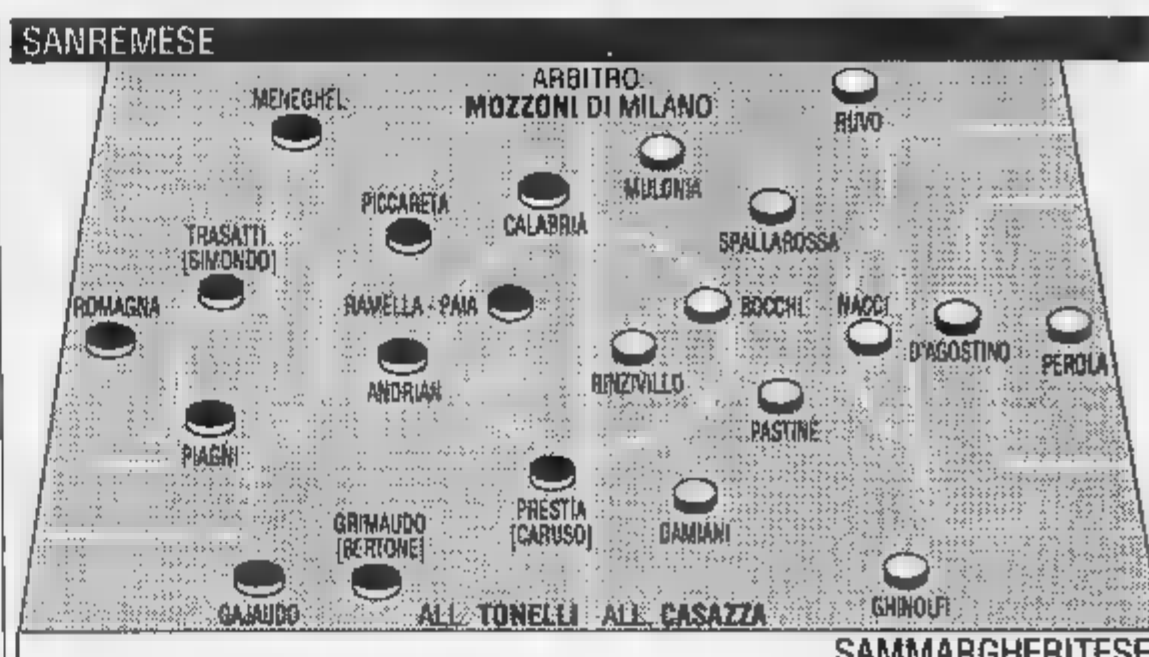 SANREMESE
ARBITRO:
MOZZONI DI MILANO
MENEGHEL
RUVO
MULONIA
PICCARETA
CALABRIA
SPALLAROSSA
TRASATTI
[SIMONDO]
ROMAGNA
RAMELLA - PAIA
BOCCHI
NACCI
D'AGOSTINO
PEROLA
ANDRIAN
RINZIVILLO
PASTINE
PIAGNI
PRESTIA
[CARUSO]
DAMIANI
GRIMAUDO
[BERTONE]
GAJAUDO
GHINOLFI
ALL. TONELLI
ALL. CASAZZA
SAMMARGHERITESE